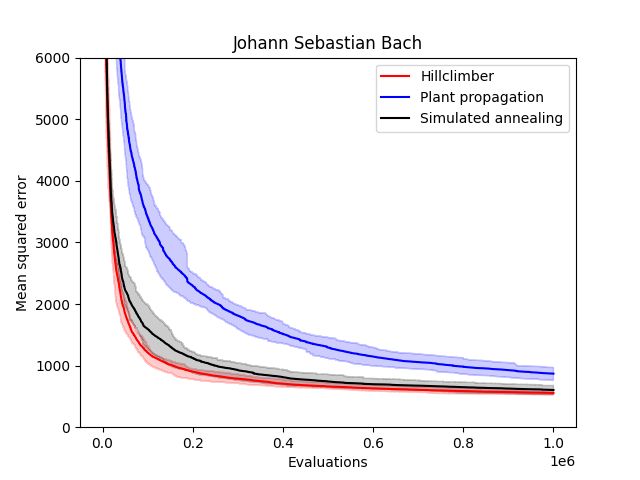 Johann Sebastian Bach
Hillclimber
Plant propagation
Simulated annealing
Mean squared error
6000
5000
4000
3000
2000
1000
0
0.0 0.2 0.4 0.6 0.8 1.0
1e6
Evaluations